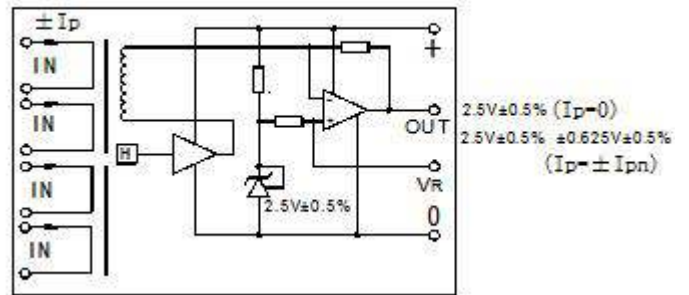 ±Ip
IN
IN
IN
IN
H
2.5V±0.5%
+
-
+
OUT
VR
0
2.5V±0.5% (Ip=0)
2.5V±0.5% ±0.625V±0.5%
(Ip=±Ipn)